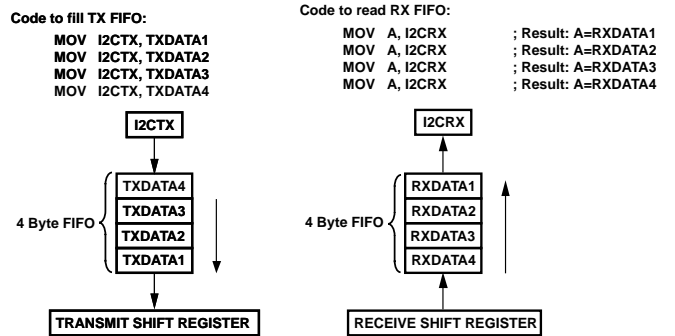 Code to fill TX FIFO:
MOV I2CTX, TXDATA1
MOV I2CTX, TXDATA2
MOV I2CTX, TXDATA3
MOV I2CTX, TXDATA4
I2CTX
TXDATA4
TXDATA3
TXDATA2
TXDATA1
4 Byte FIFO
TRANSMIT SHIFT REGISTER
Code to read RX FIFO:
MOV A, I2CRX ; Result: A=RXDATA1
MOV A, I2CRX ; Result: A=RXDATA2
MOV A, I2CRX ; Result: A=RXDATA3
MOV A, I2CRX ; Result: A=RXDATA4
I2CRX
RXDATA1
RXDATA2
RXDATA3
RXDATA4
4 Byte FIFO
RECEIVE SHIFT REGISTER